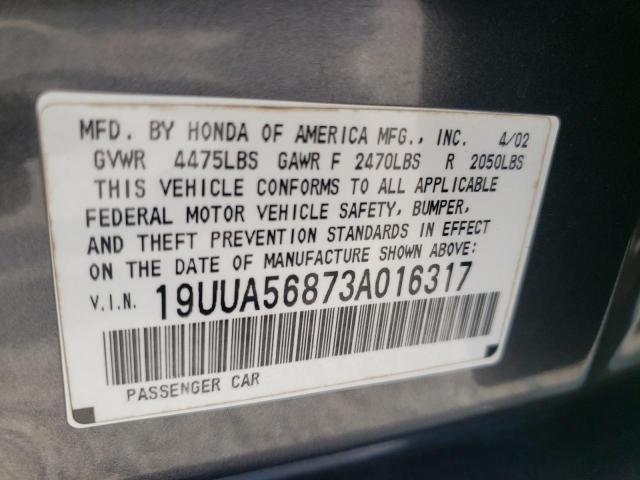 MFD. BY HONDA OF AMERICA MFG., INC. 4/02
GVWR 4475LBS GAWR F 2470LBS R 2050LBS
THIS VEHICLE CONFORMS TO ALL APPLICABLE
FEDERAL MOTOR VEHICLE SAFETY, BUMPER,
AND THEFT PREVENTION STANDARDS IN EFFECT
ON THE DATE OF MANUFACTURE SHOWN ABOVE:
V.I.N. 19UUA56873A016317
PASSENGER CAR